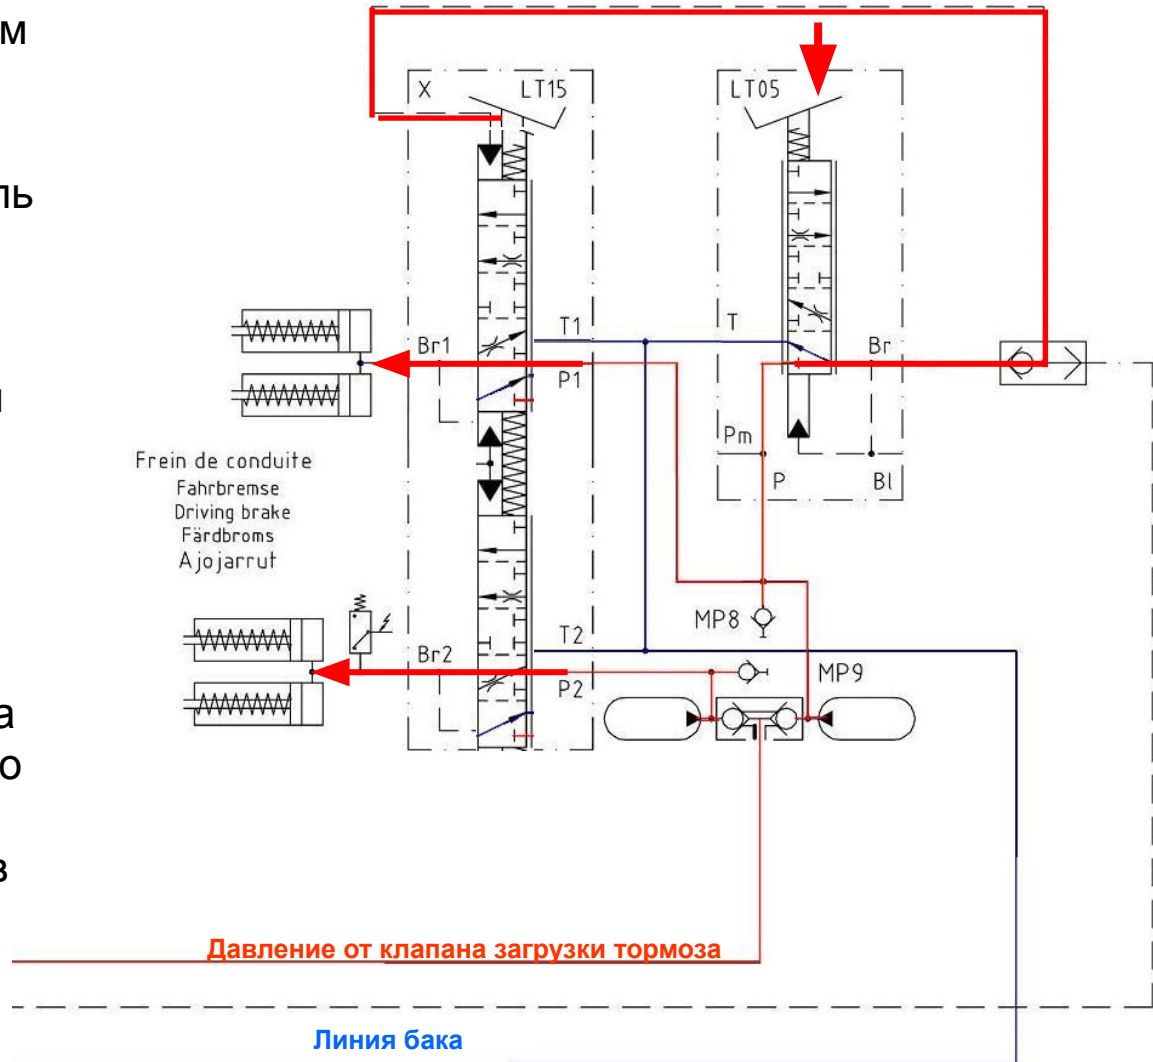 м
X
LT15
LT05
ль
T1
T
Br1
Br
P1
и
Pm
P
Bl
Frein de conduite
Fahrbremse
Driving brake
Färdbroms
Ajojarrut
MP8
T2
Br2
MP9
P2
а
о
в
Давление от клапана загрузки тормоза
Линия бака